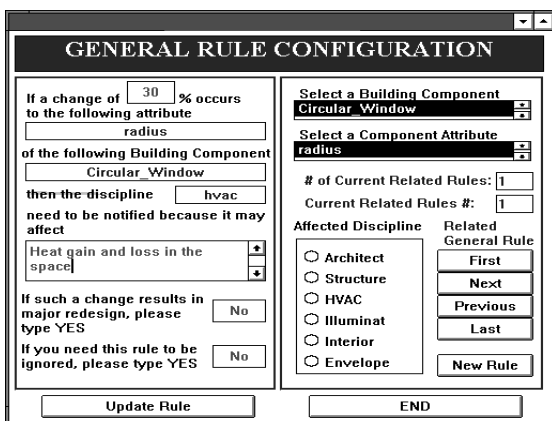 GENERAL RULE CONFIGURATION
If a change of 30 % occurs
to the following attribute
radius
of the following Building Component
Circular_Window
then the discipline hvac
need to be notified because it may
affect
Heat gain and loss in the
space
If such a change results in
major redesign, please
type YES
No
If you need this rule to be
ignored, please type YES
No
Update Rule
Select a Building Component
Circular_Window
Select a Component Attribute
radius
# of Current Related Rules: 1
Current Related Rules #: 1
Affected Discipline
Architect
Structure
HVAC
Illuminat
Interior
Envelope
Related
General Rule
First
Next
Previous
Last
New Rule
END